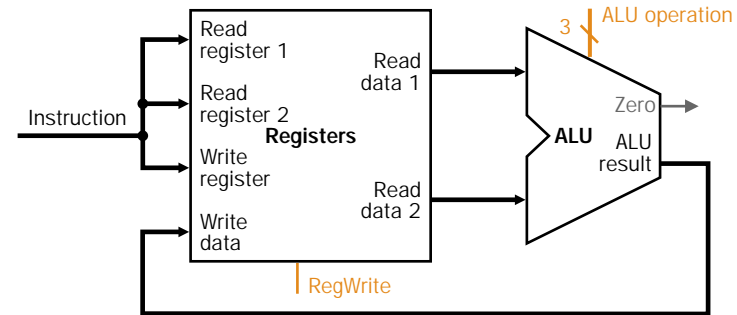 ALU operation
3
Read
register 1
Read
data 1
Read
register 2
Instruction
Zero
Registers
ALU
ALU
result
Write
register
Read
data 2
Write
data
RegWrite